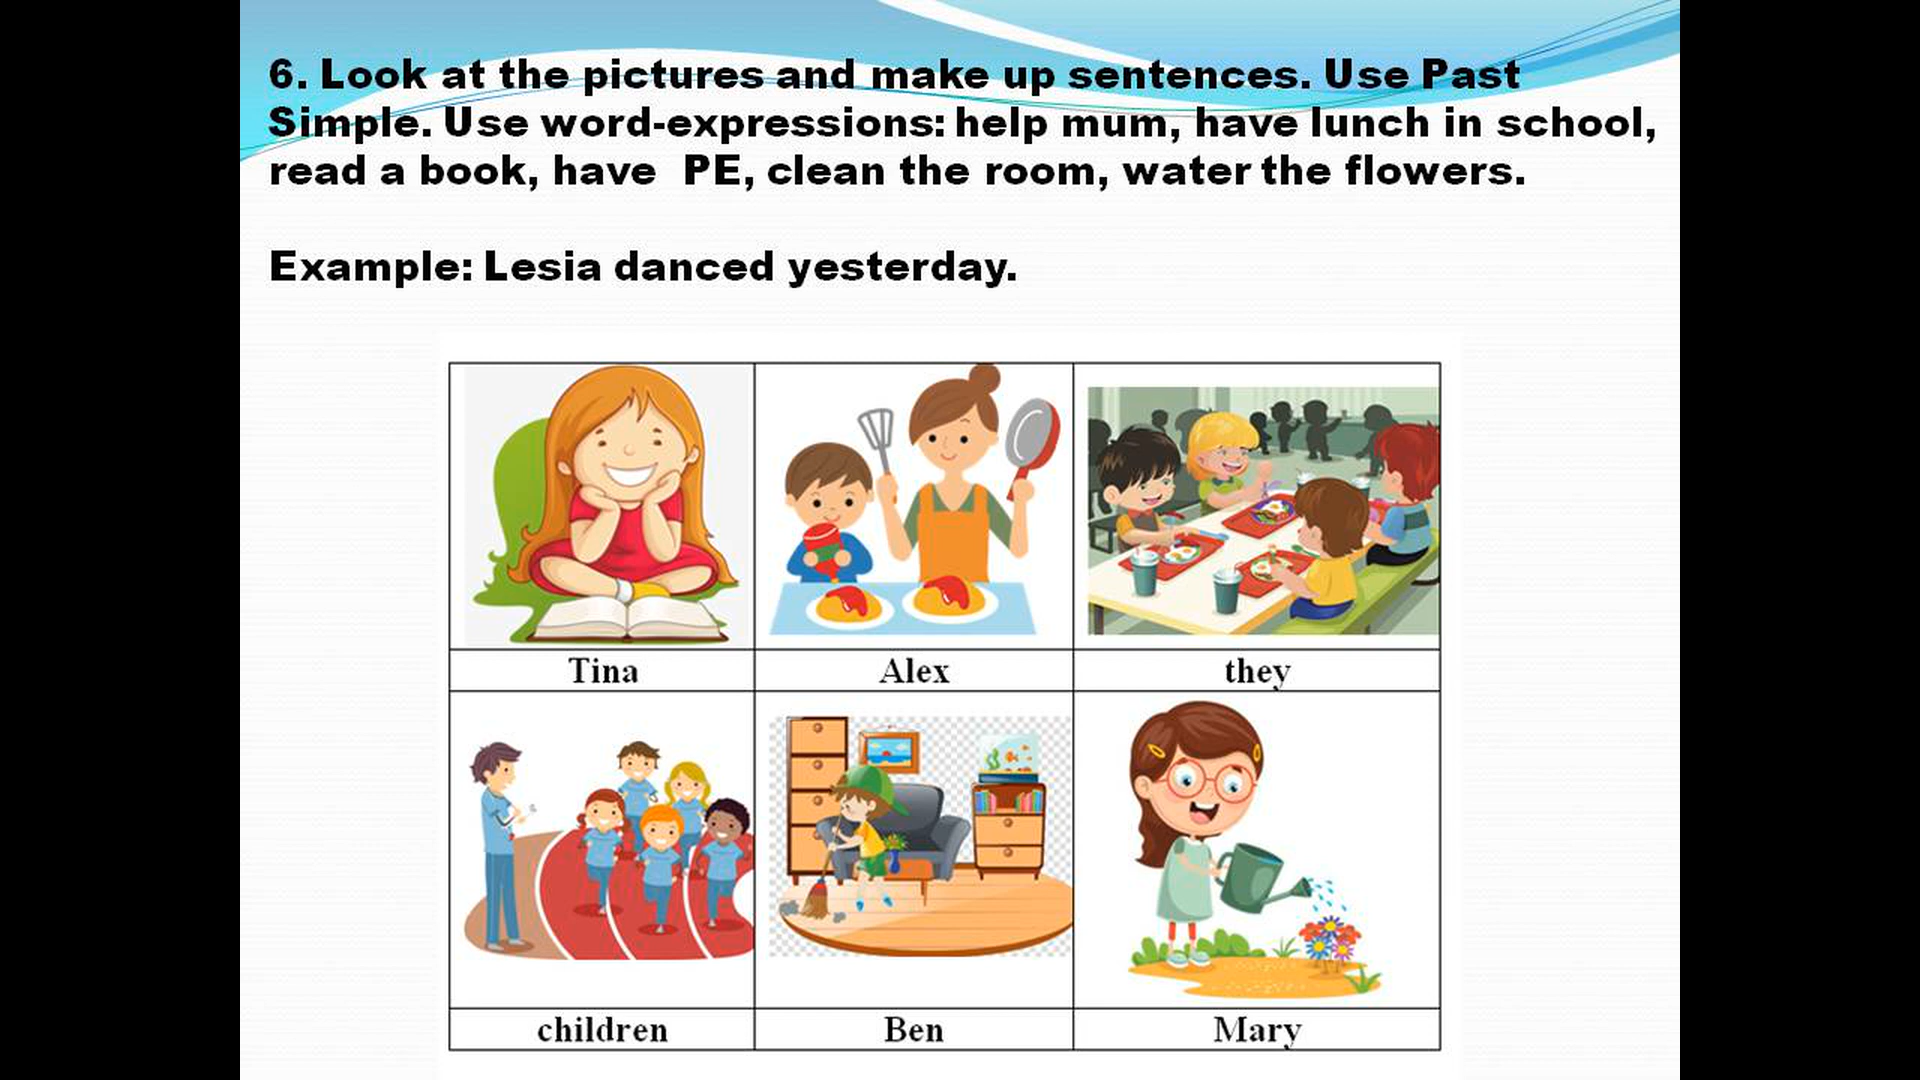 6. Look at the pictures and make up sentences. Use Past
Simple. Use word-expressions: help mum, have lunch in school,
read a book, have  PE, clean the room, water the flowers.
Example: Lesia danced yesterday.
Tina
Alex
they
children
Ben
Mary